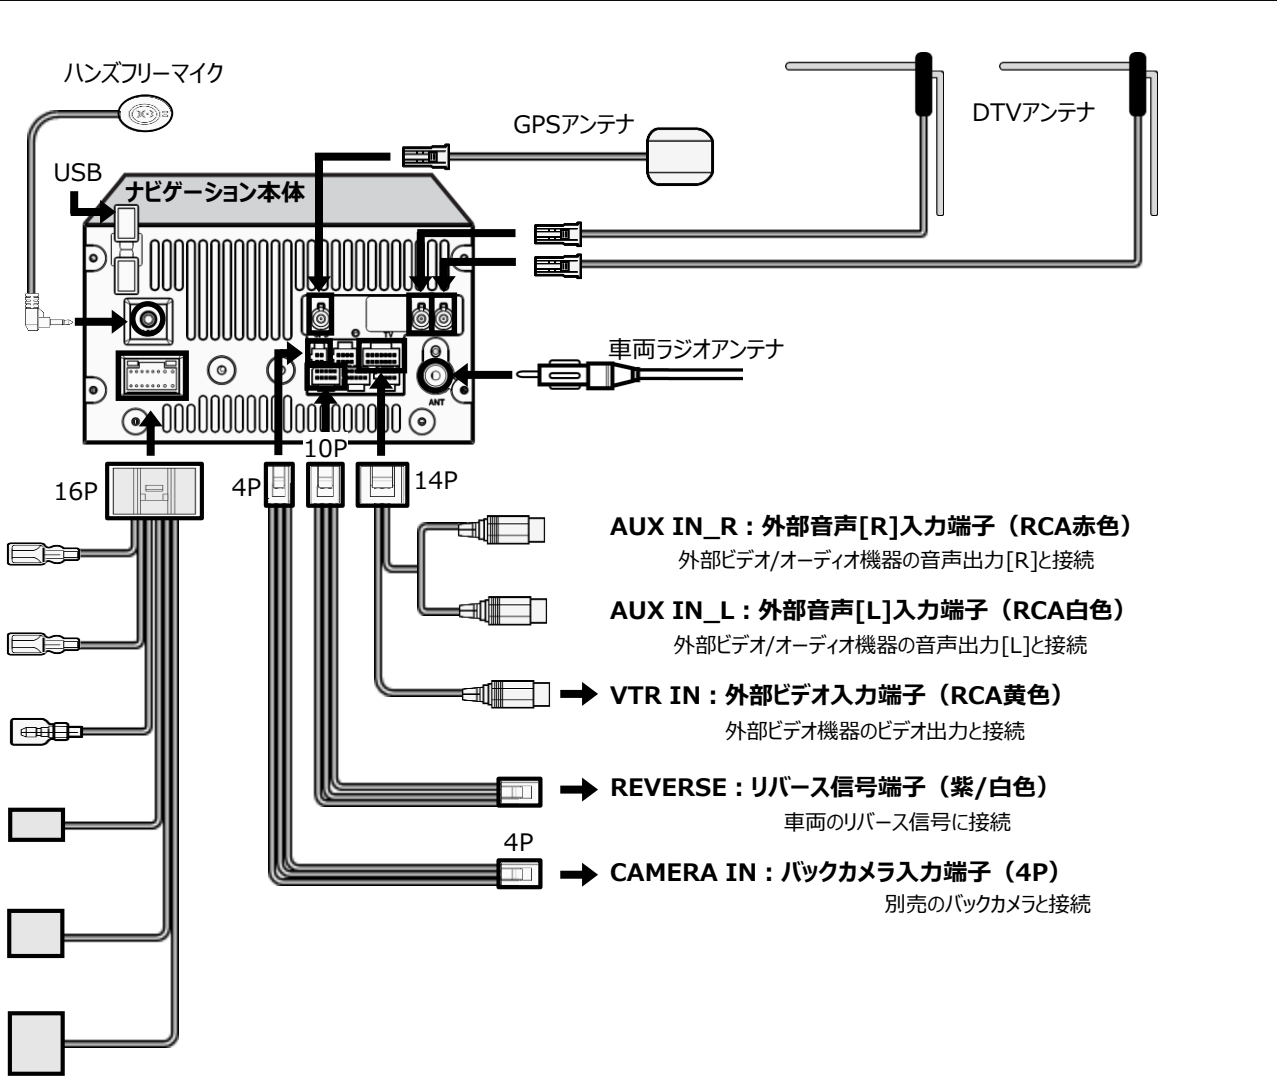 ハンズフリーマイク
GPSアンテナ
DTVアンテナ
USB
ナビゲーション本体
TV
車両ラジオアンテナ
ANT
10P
16P
4P
14P
AUX IN_R：外部音声[R]入力端子（RCA赤色）
外部ビデオ/オーディオ機器の音声出力[R]と接続
AUX IN_L：外部音声[L]入力端子（RCA白色）
外部ビデオ/オーディオ機器の音声出力[L]と接続
VTR IN：外部ビデオ入力端子（RCA黄色）
外部ビデオ機器のビデオ出力と接続
REVERSE：リバース信号端子（紫/白色）
車両のリバース信号に接続
4P
CAMERA IN：バックカメラ入力端子（4P）
別売のバックカメラと接続